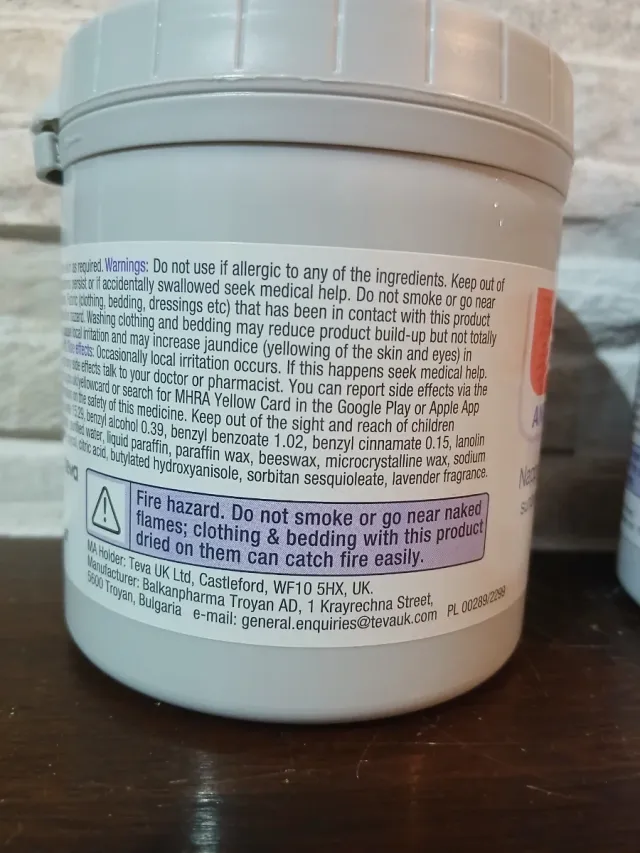 as required. Warnings: Do not use if allergic to any of the ingredients. Keep out of
persist or if accidentally swallowed seek medical help. Do not smoke or go near
(clothing, bedding, dressings etc) that has been in contact with this product
hazard. Washing clothing and bedding may reduce product build-up but not totally
local irritation and may increase jaundice (yellowing of the skin and eyes) in
effects: Occasionally local irritation occurs. If this happens seek medical help.
side effects talk to your doctor or pharmacist. You can report side effects via the
yellowcard or search for MHRA Yellow Card in the Google Play or Apple App
on the safety of this medicine. Keep out of the sight and reach of children
15.29, benzyl alcohol 0.39, benzyl benzoate 1.02, benzyl cinnamate 0.15, lanolin
water, liquid paraffin, paraffin wax, beeswax, microcrystalline wax, sodium
citric acid, butylated hydroxyanisole, sorbitan sesquioleate, lavender fragrance.
Fire hazard. Do not smoke or go near naked
flames; clothing & bedding with this product
dried on them can catch fire easily.
MA Holder: Teva UK Ltd, Castleford, WF10 5HX, UK.
Manufacturer: Balkanpharma Troyan AD, 1 Krayrechna Street,
5600 Troyan, Bulgaria e-mail: general.enquiries@tevauk.com PL 00289/2299